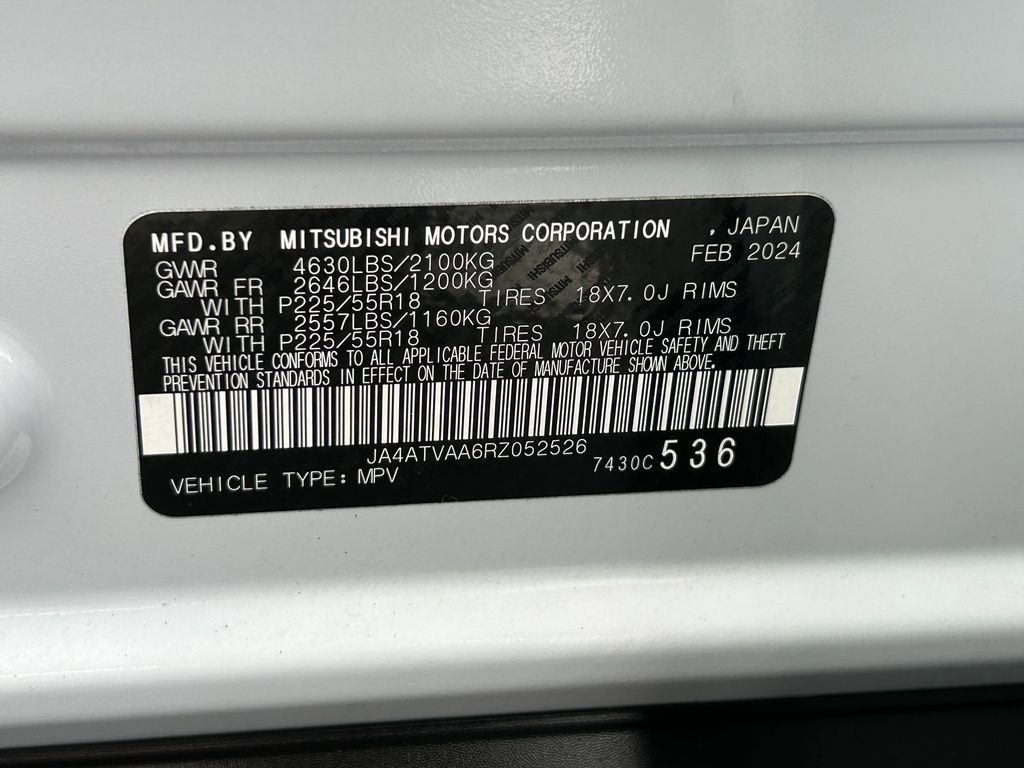 MFD.BY MITSUBISHI MOTORS CORPORATION , JAPAN
FEB 2024
GVWR 4630LBS/2100KG
GAWR FR 2646LBS/1200KG
WITH P225/55R18 TIRES 18X7.0J RIMS
GAWR RR 2557LBS/1160KG
WITH P225/55R18 TIRES 18X7.0J RIMS
THIS VEHICLE CONFORMS TO ALL APPLICABLE FEDERAL MOTOR VEHICLE SAFETY AND THEFT
PREVENTION STANDARDS IN EFFECT ON THE DATE OF MANUFACTURE SHOWN ABOVE.
JA4ATVAA6RZ052526
7430C 536
VEHICLE TYPE: MPV